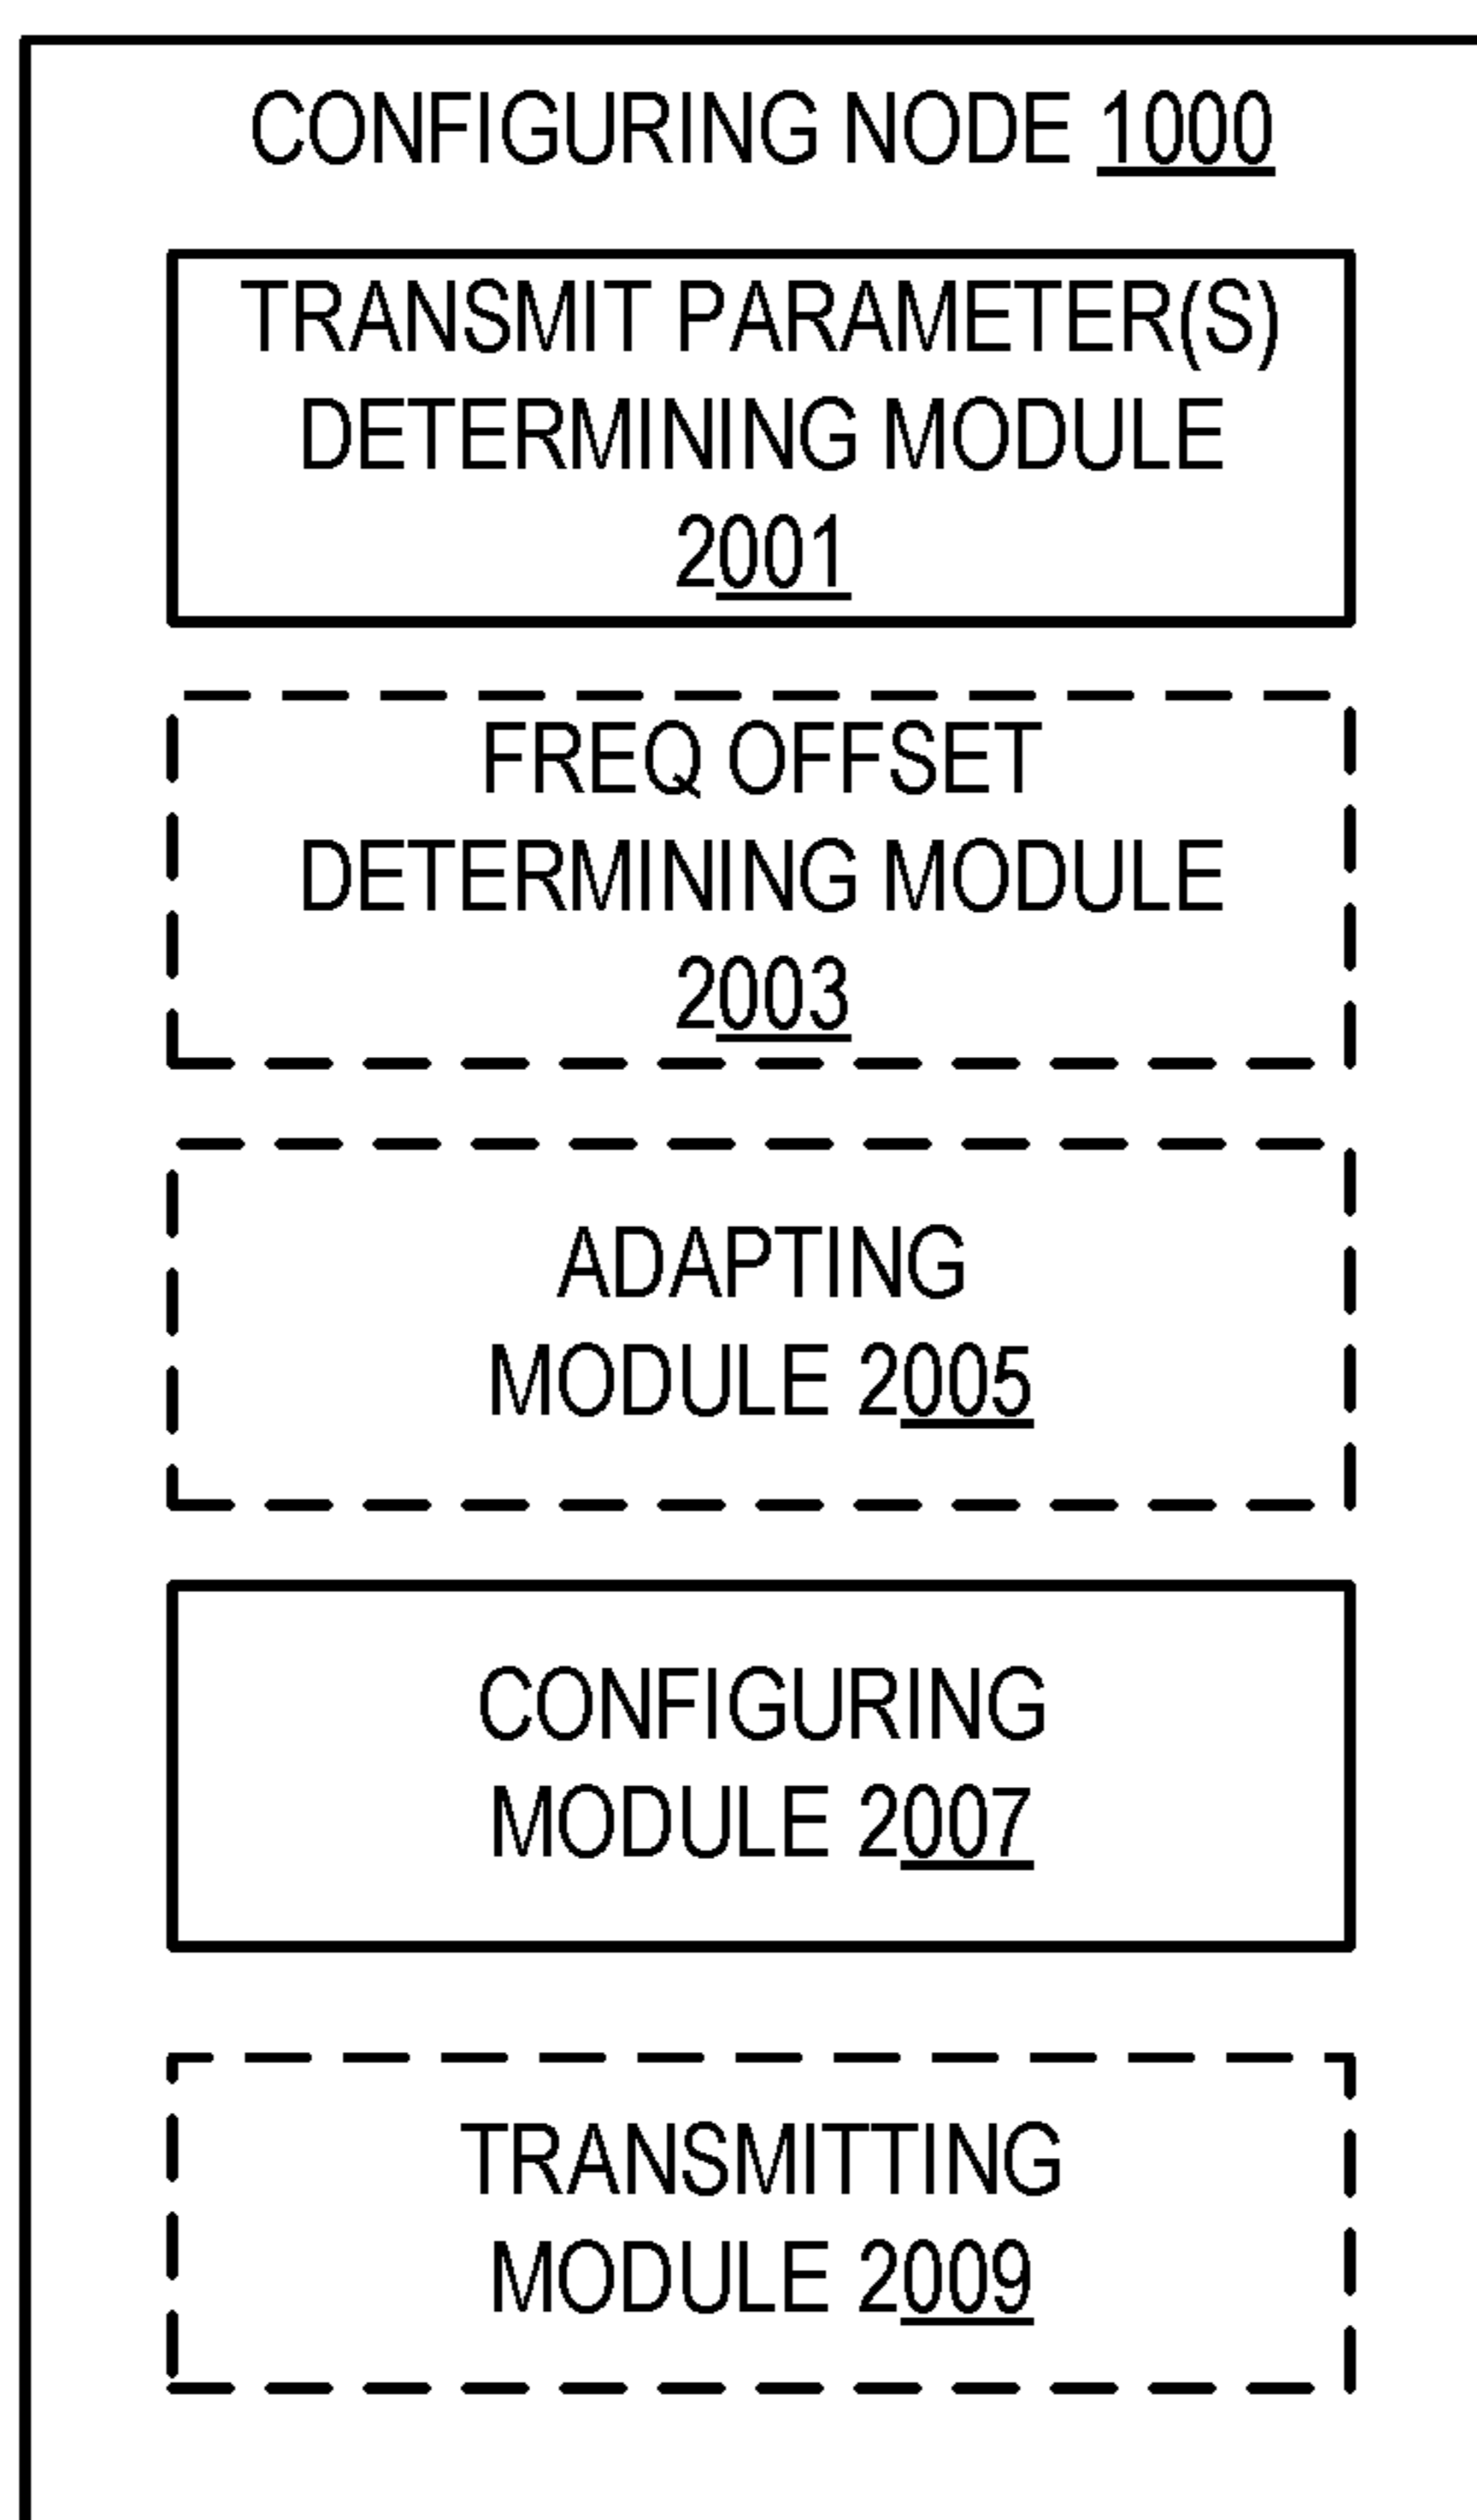 CONFIGURING NODE 1000
TRANSMIT PARAMETER(S)
DETERMINING MODULE
2001
FREQ OFFSET
DETERMINING MODULE
2003
ADAPTING
MODULE 2005
CONFIGURING
MODULE 2007
TRANSMITTING
MODULE 2009